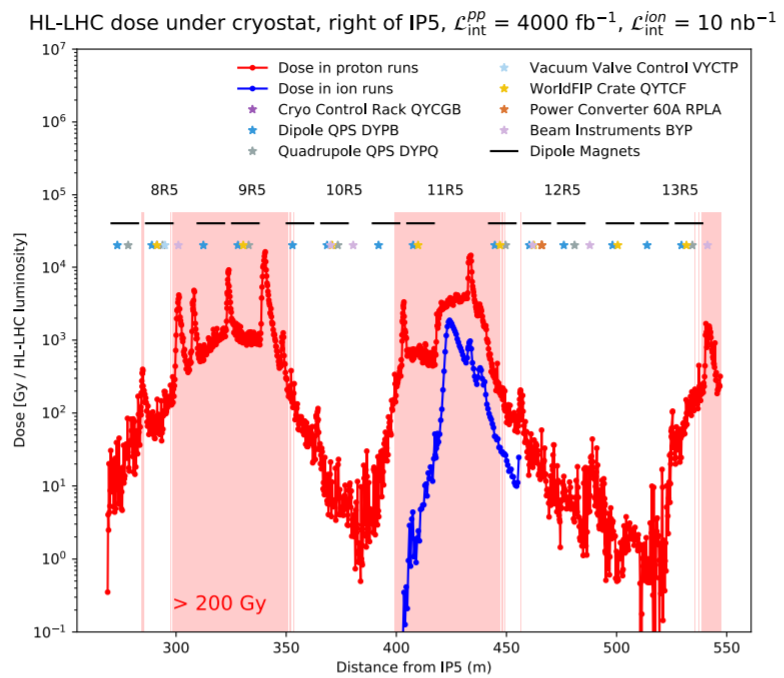 HL-LHC dose under cryostat, right of IP5, ℒ_int^pp = 4000 fb⁻¹, ℒ_int^ion = 10 nb⁻¹
Dose in proton runs
Dose in ion runs
Cryo Control Rack QYCGB
Dipole QPS DYPB
Quadrupole QPS DYPQ
Vacuum Valve Control VYCTP
WorldFIP Crate QYTCF
Power Converter 60A RPLA
Beam Instruments BYP
Dipole Magnets
8R5 9R5 10R5 11R5 12R5 13R5
> 200 Gy
Dose [Gy / HL-LHC luminosity]
10⁷
10⁶
10⁵
10⁴
10³
10²
10¹
10⁰
10⁻¹
300 350 400 450 500 550
Distance from IP5 (m)